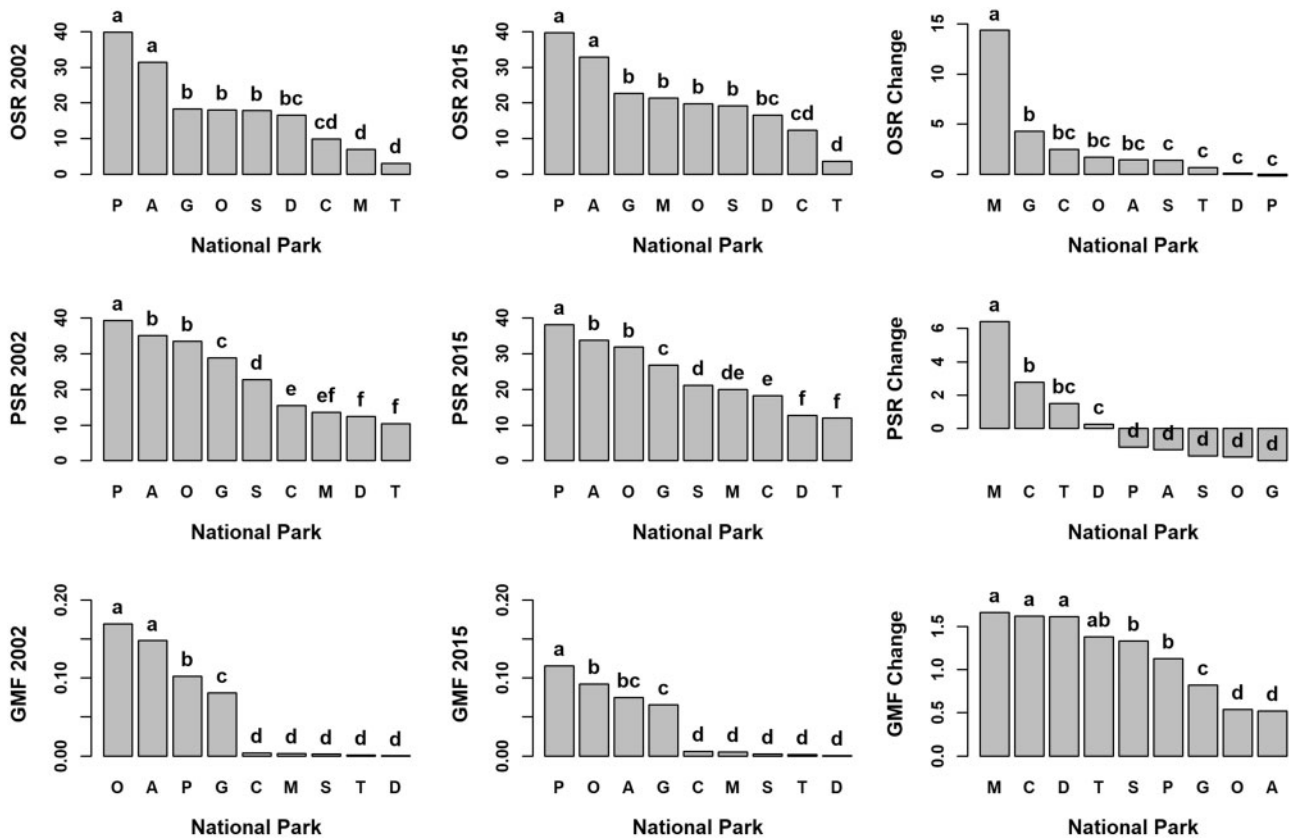 OSR 2002
40
30
20
10
0
a a b b b bc cd d d
P A G O S D C M T
National Park
OSR 2015
40
30
20
10
0
a a b b b b bc cd d
P A G M O S D C T
National Park
OSR Change
15
10
5
0
a b bc bc bc c c c c
M G C O A S T D P
National Park
PSR 2002
40
30
20
10
0
a b b c d e ef f f
P A O G S C M D T
National Park
PSR 2015
40
30
20
10
0
a b b c d de e f f
P A O G S M C D T
National Park
PSR Change
6
4
2
0
a b bc c d d d d d
M C T D P A S O G
National Park
GMF 2002
0.20
0.10
0.00
a a b c d d d d d
O A P G C M S T D
National Park
GMF 2015
0.20
0.10
0.00
a b bc c d d d d d
P O A G C M S T D
National Park
GMF Change
1.5
1.0
0.5
0.0
a a a ab b b c d d
M C D T S P G O A
National Park